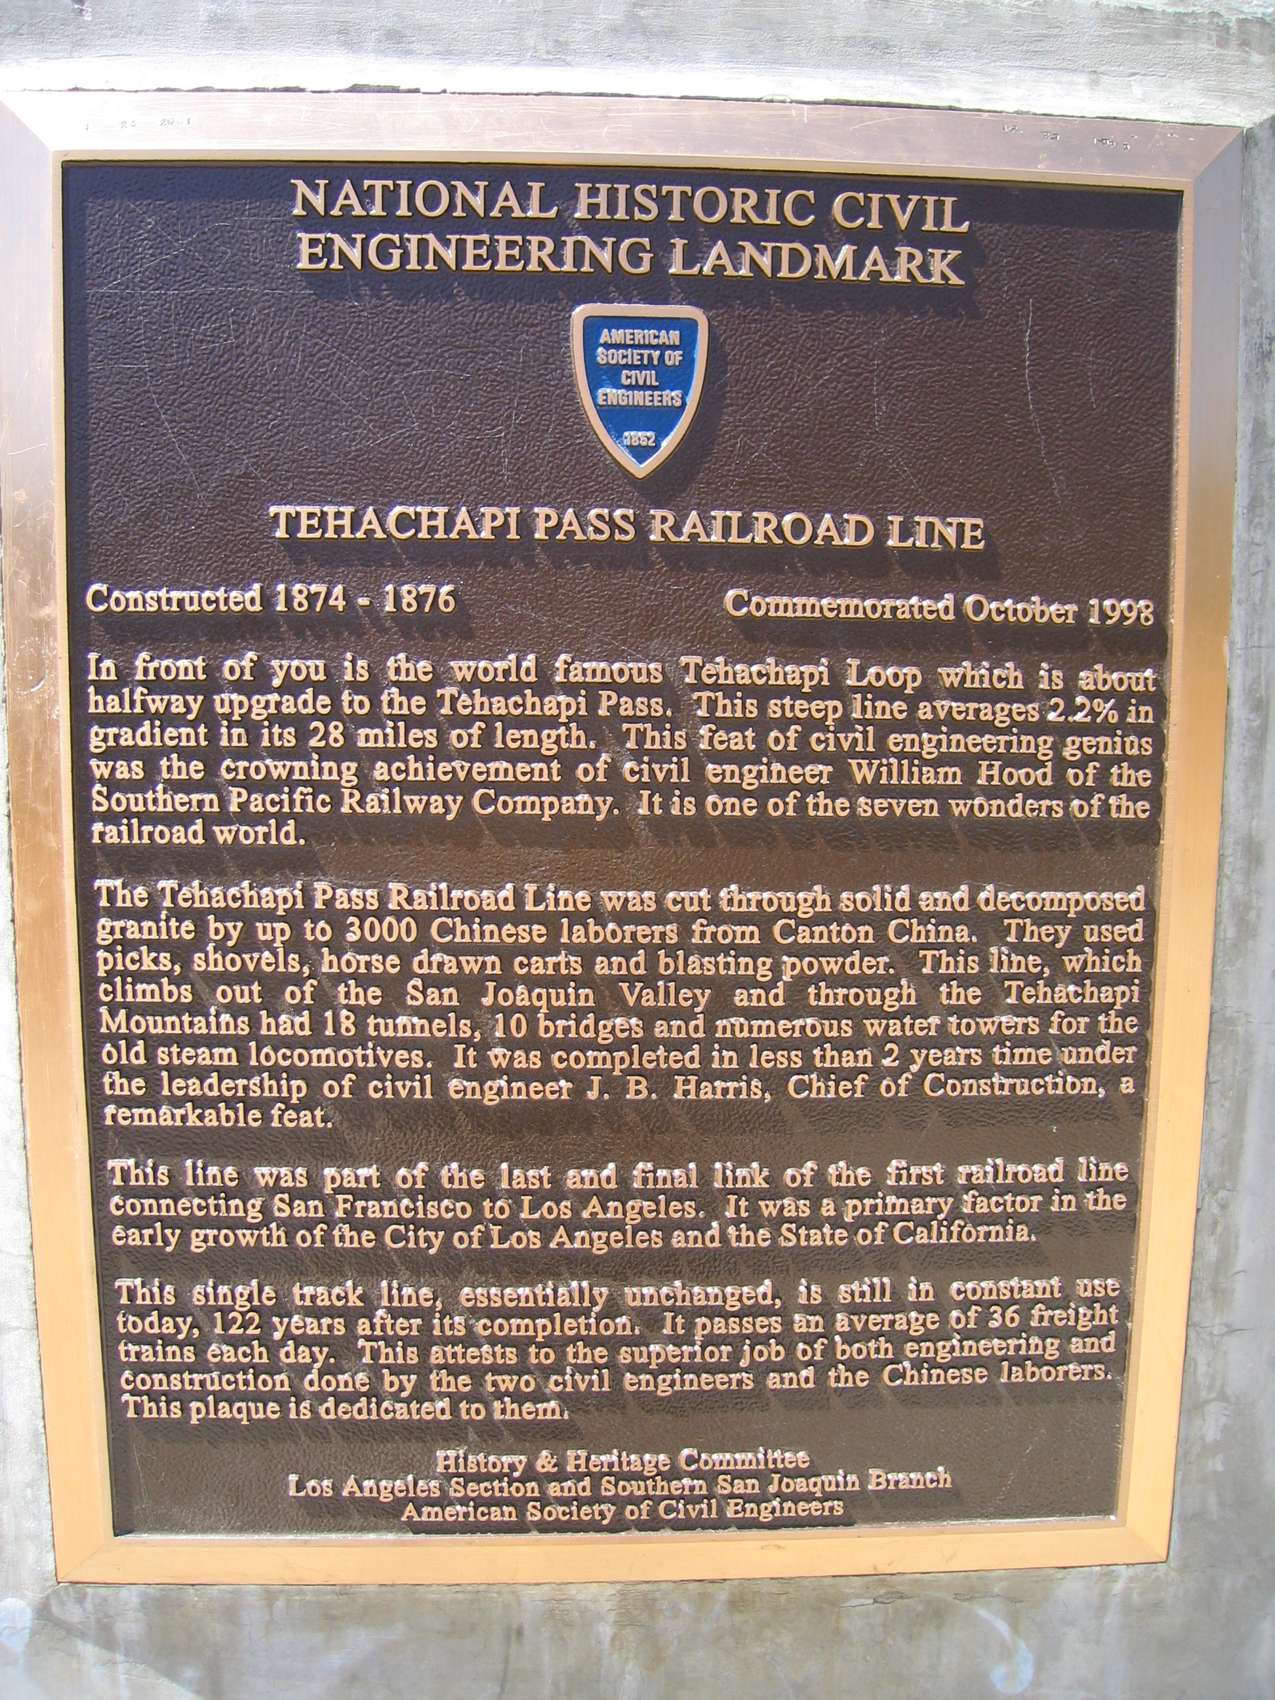 NATIONAL HISTORIC CIVIL
ENGINEERING LANDMARK
AMERICAN
SOCIETY OF
CIVIL
ENGINEERS
1852
TEHACHAPI PASS RAILROAD LINE
Constructed 1874 - 1876 Commemorated October 1998
In front of you is the world famous Tehachapi Loop which is about
halfway upgrade to the Tehachapi Pass. This steep line averages 2.2% in
gradient in its 28 miles of length. This feat of civil engineering genius
was the crowning achievement of civil engineer William Hood of the
Southern Pacific Railway Company. It is one of the seven wonders of the
railroad world.
The Tehachapi Pass Railroad Line was cut through solid and decomposed
granite by up to 3000 Chinese laborers from Canton China. They used
picks, shovels, horse drawn carts and blasting powder. This line, which
climbs out of the San Joaquin Valley and through the Tehachapi
Mountains had 18 tunnels, 10 bridges and numerous water towers for the
old steam locomotives. It was completed in less than 2 years time under
the leadership of civil engineer J. B. Harris, Chief of Construction, a
remarkable feat.
This line was part of the last and final link of the first railroad line
connecting San Francisco to Los Angeles. It was a primary factor in the
early growth of the City of Los Angeles and the State of California.
This single track line, essentially unchanged, is still in constant use
today, 122 years after its completion. It passes an average of 36 freight
trains each day. This attests to the superior job of both engineering and
construction done by the two civil engineers and the Chinese laborers.
This plaque is dedicated to them.
History & Heritage Committee
Los Angeles Section and Southern San Joaquin Branch
American Society of Civil Engineers